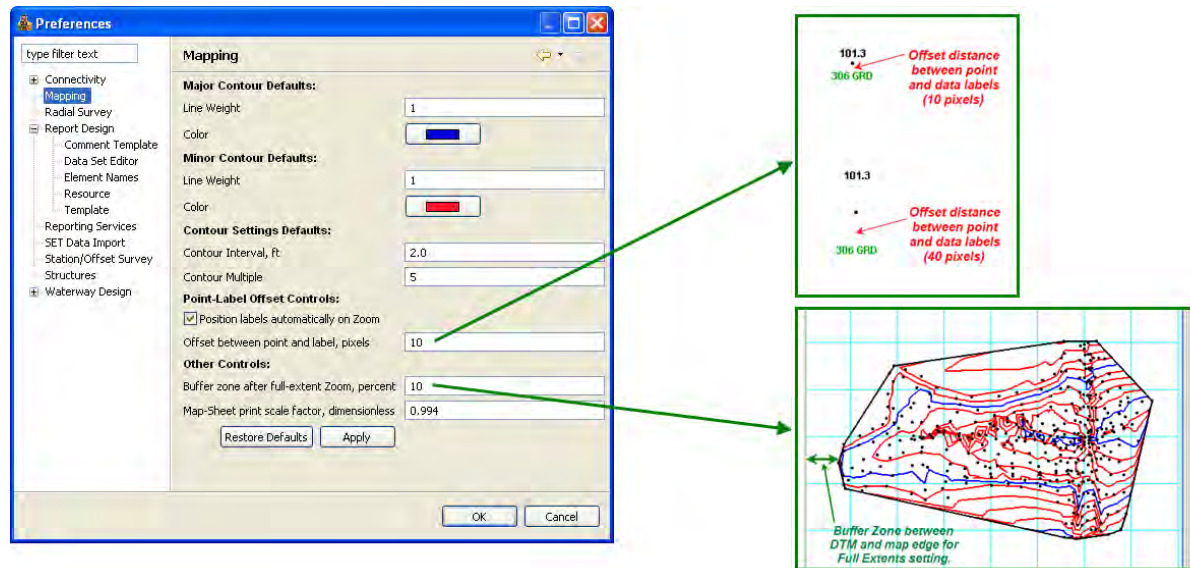 Preferences
type filter text
Connectivity
Mapping
Radial Survey
Report Design
Comment Template
Data Set Editor
Element Names
Resource
Template
Reporting Services
SET Data Import
Station/Offset Survey
Structures
Waterway Design
Mapping
Major Contour Defaults:
Line Weight 1
Color
Minor Contour Defaults:
Line Weight 1
Color
Contour Settings Defaults:
Contour Interval, ft 2.0
Contour Multiple 5
Point-Label Offset Controls:
Position labels automatically on Zoom
Offset between point and label, pixels 10
Other Controls:
Buffer zone after full-extent Zoom, percent 10
Map-Sheet print scale factor, dimensionless 0.994
Restore Defaults Apply
OK Cancel
101.3
306 GRD
Offset distance
between point
and data labels
(10 pixels)
101.3
306 GRD
Offset distance
between point
and data labels
(40 pixels)
Buffer Zone between
DTM and map edge for
Full Extents setting.